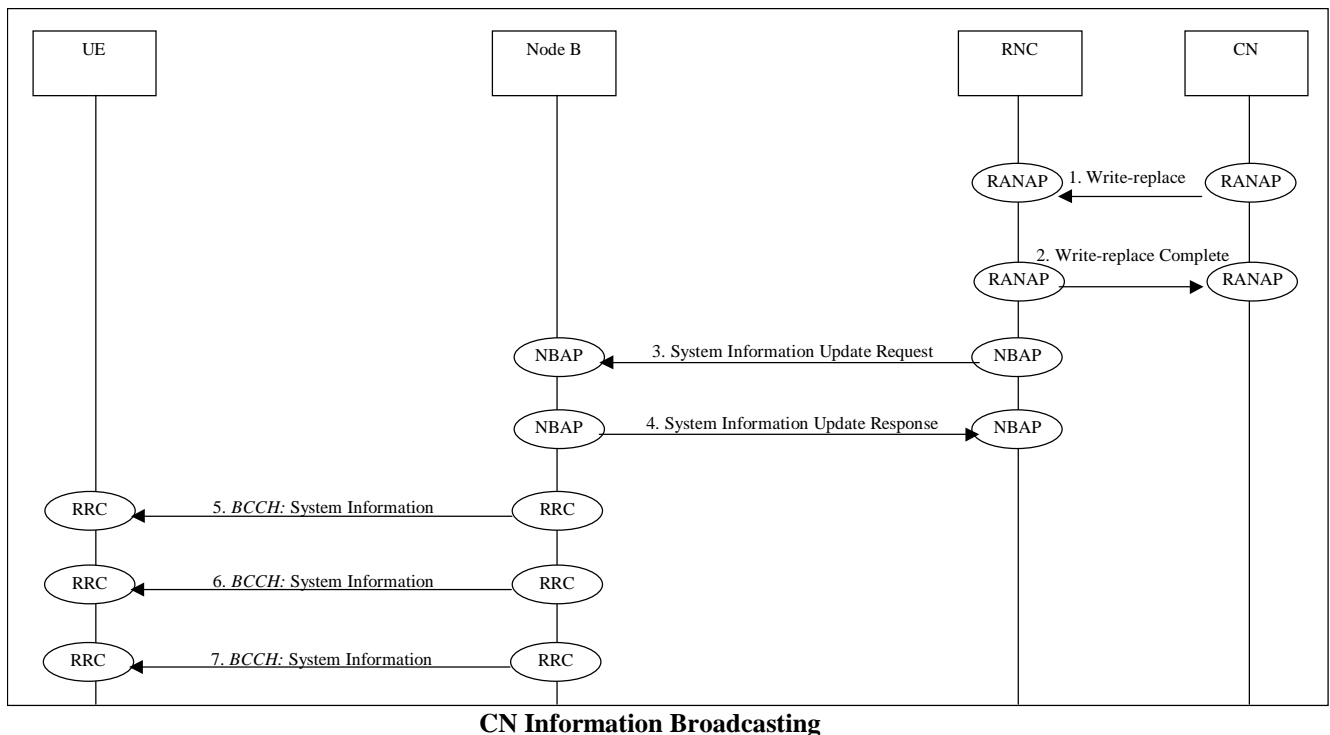 UE
Node B
RNC
CN
RANAP
1. Write-replace
RANAP
2. Write-replace Complete
RANAP
RANAP
NBAP
3. System Information Update Request
NBAP
NBAP
4. System Information Update Response
NBAP
RRC
5. BCCH: System Information
RRC
RRC
6. BCCH: System Information
RRC
RRC
7. BCCH: System Information
RRC
CN Information Broadcasting